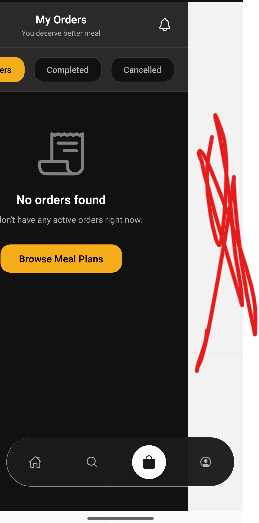 My Orders
You deserve better meal
ers
Completed
Cancelled
No orders found
don't have any active orders right now.
Browse Meal Plans